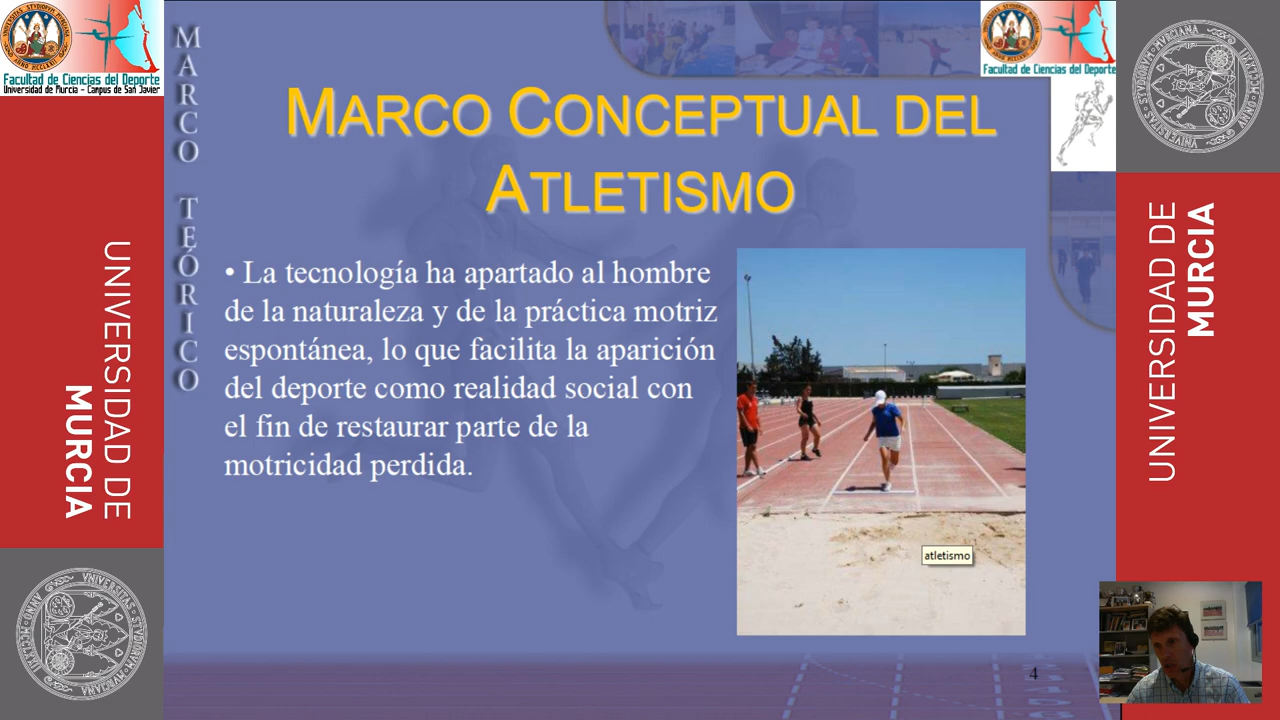 Facultad de Ciencias del Deporte
Universidad de Murcia - Campus de San Javier
MARCO TEÓRICO
Facultad de Ciencias del Deporte
MARCO CONCEPTUAL DEL
ATLETISMO
• La tecnología ha apartado al hombre
de la naturaleza y de la práctica motriz
espontánea, lo que facilita la aparición
del deporte como realidad social con
el fin de restaurar parte de la
motricidad perdida.
atletismo
4
UNIVERSIDAD DE
MURCIA
UNIVERSIDAD DE
MURCIA